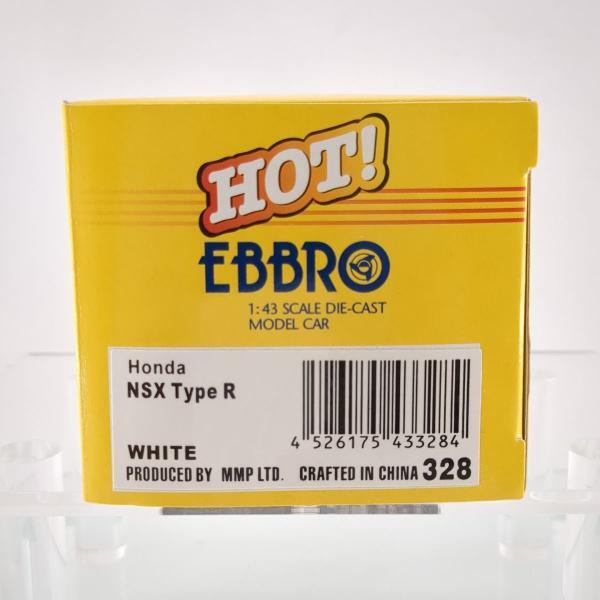 HOT!
EBBRO
1:43 SCALE DIE-CAST
MODEL CAR
Honda
NSX Type R
4 526175 433284
WHITE
PRODUCED BY MMP LTD. CRAFTED IN CHINA 328